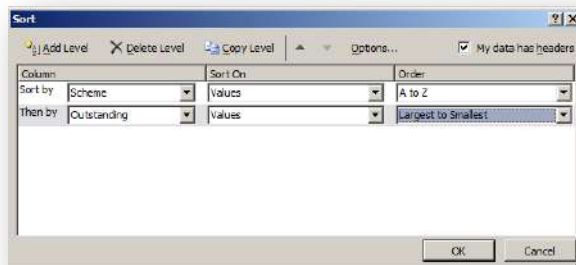 Sort
Add Level Delete Level Copy Level Options... My data has headers
Column Sort On Order
Sort by Scheme Values A to Z
Then by Outstanding Values Largest to Smallest
OK Cancel